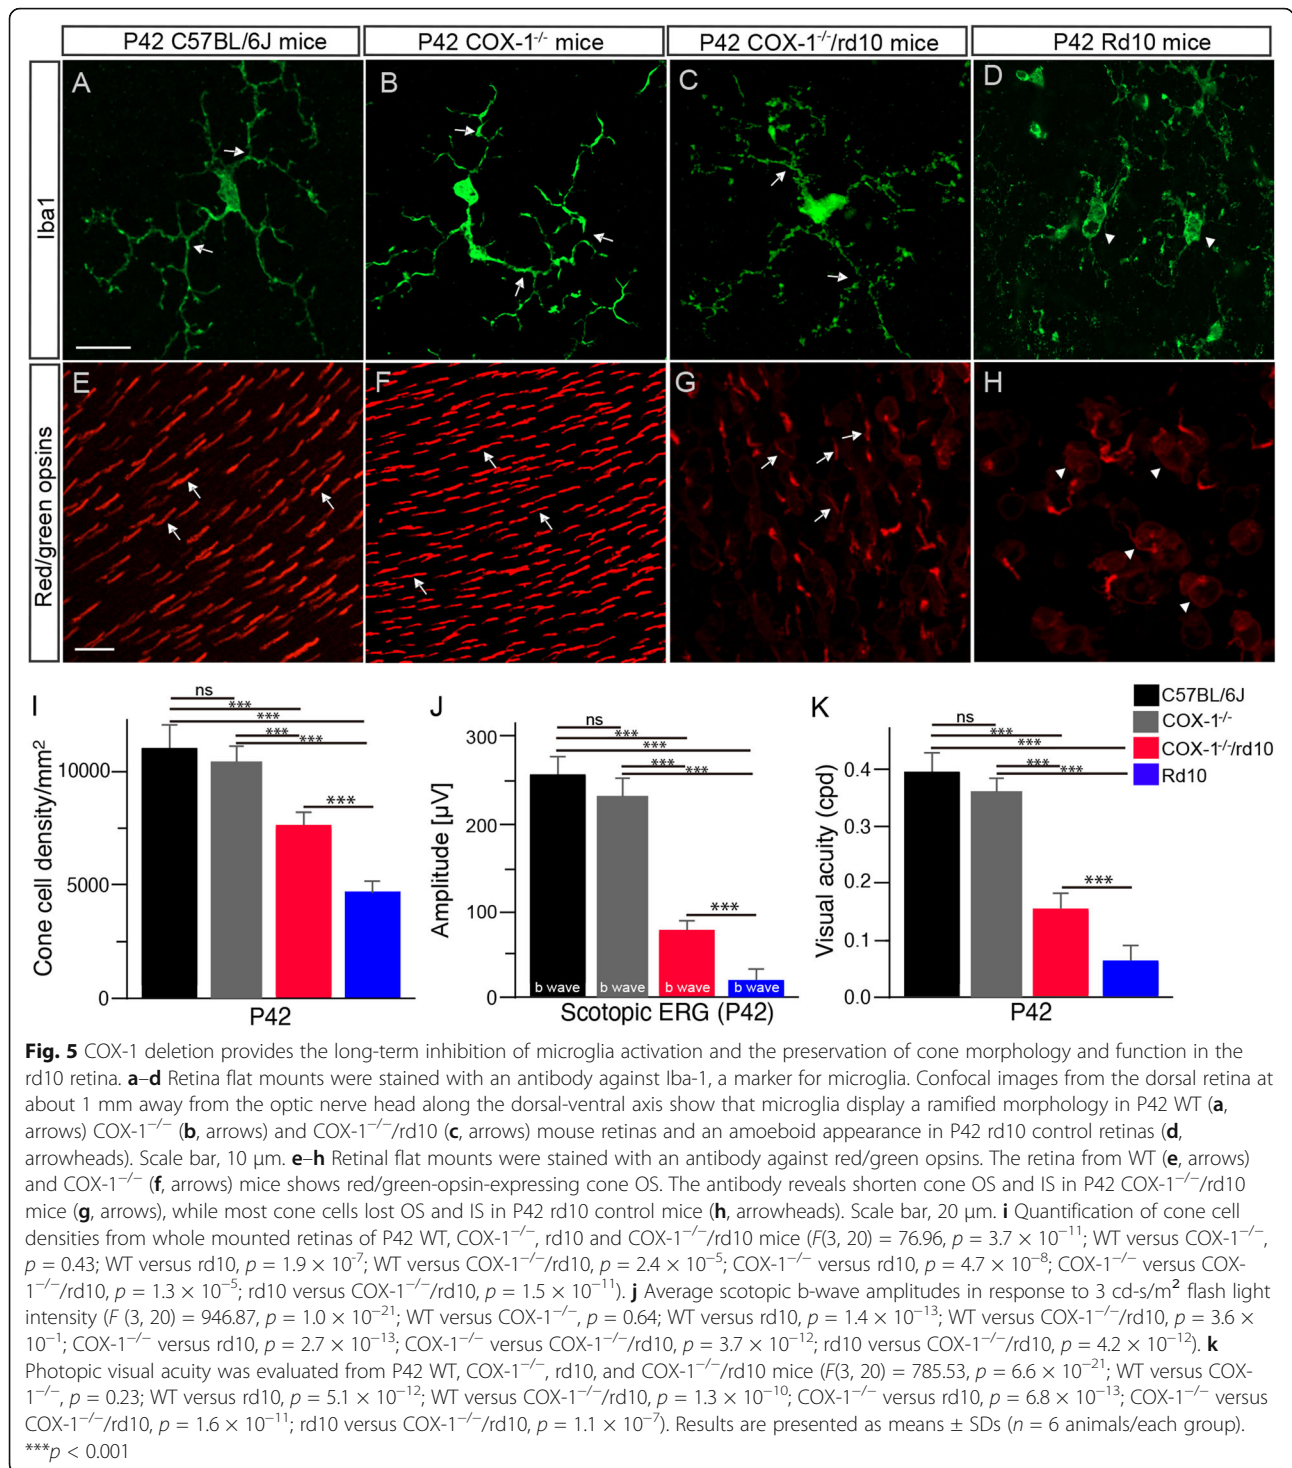 P42 C57BL/6J mice
P42 COX-1-/- mice
P42 COX-1-/-/rd10 mice
P42 Rd10 mice
Iba1
A
B
C
D
Red/green opsins
E
F
G
H
I
ns
***
***
***
***
***
Cone cell density/mm2
10000
5000
0
P42
J
ns
***
***
***
***
***
Amplitude [µV]
300
200
100
0
b wave
b wave
b wave
b wave
Scotopic ERG (P42)
K
ns
***
***
***
***
***
Visual acuity (cpd)
0.4
0.3
0.2
0.1
0.0
P42
C57BL/6J
COX-1-/-
COX-1-/-/rd10
Rd10
Fig. 5 COX-1 deletion provides the long-term inhibition of microglia activation and the preservation of cone morphology and function in the
rd10 retina. a–d Retina flat mounts were stained with an antibody against Iba-1, a marker for microglia. Confocal images from the dorsal retina at
about 1 mm away from the optic nerve head along the dorsal-ventral axis show that microglia display a ramified morphology in P42 WT (a,
arrows) COX-1−/− (b, arrows) and COX-1−/−/rd10 (c, arrows) mouse retinas and an amoeboid appearance in P42 rd10 control retinas (d,
arrowheads). Scale bar, 10 µm. e–h Retinal flat mounts were stained with an antibody against red/green opsins. The retina from WT (e, arrows)
and COX-1−/− (f, arrows) mice shows red/green-opsin-expressing cone OS. The antibody reveals shorten cone OS and IS in P42 COX-1−/−/rd10
mice (g, arrows), while most cone cells lost OS and IS in P42 rd10 control mice (h, arrowheads). Scale bar, 20 µm. i Quantification of cone cell
densities from whole mounted retinas of P42 WT, COX-1−/−, rd10 and COX-1−/−/rd10 mice (F(3, 20) = 76.96, p = 3.7 × 10−11; WT versus COX-1−/−,
p = 0.43; WT versus rd10, p = 1.9 × 10-7; WT versus COX-1−/−/rd10, p = 2.4 × 10−5; COX-1−/− versus rd10, p = 4.7 × 10−8; COX-1−/− versus COX-
1−/−/rd10, p = 1.3 × 10−5; rd10 versus COX-1−/−/rd10, p = 1.5 × 10−11). j Average scotopic b-wave amplitudes in response to 3 cd-s/m² flash light
intensity (F (3, 20) = 946.87, p = 1.0 × 10−21; WT versus COX-1−/−, p = 0.64; WT versus rd10, p = 1.4 × 10−13; WT versus COX-1−/−/rd10, p = 3.6 ×
10−1; COX-1−/− versus rd10, p = 2.7 × 10−13; COX-1−/− versus COX-1−/−/rd10, p = 3.7 × 10−12; rd10 versus COX-1−/−/rd10, p = 4.2 × 10−12). k
Photopic visual acuity was evaluated from P42 WT, COX-1−/−, rd10, and COX-1−/−/rd10 mice (F(3, 20) = 785.53, p = 6.6 × 10−21; WT versus COX-
1−/−, p = 0.23; WT versus rd10, p = 5.1 × 10−12; WT versus COX-1−/−/rd10, p = 1.3 × 10−10; COX-1−/− versus rd10, p = 6.8 × 10−13; COX-1−/− versus
COX-1−/−/rd10, p = 1.6 × 10−11; rd10 versus COX-1−/−/rd10, p = 1.1 × 10−7). Results are presented as means ± SDs (n = 6 animals/each group).
***p < 0.001